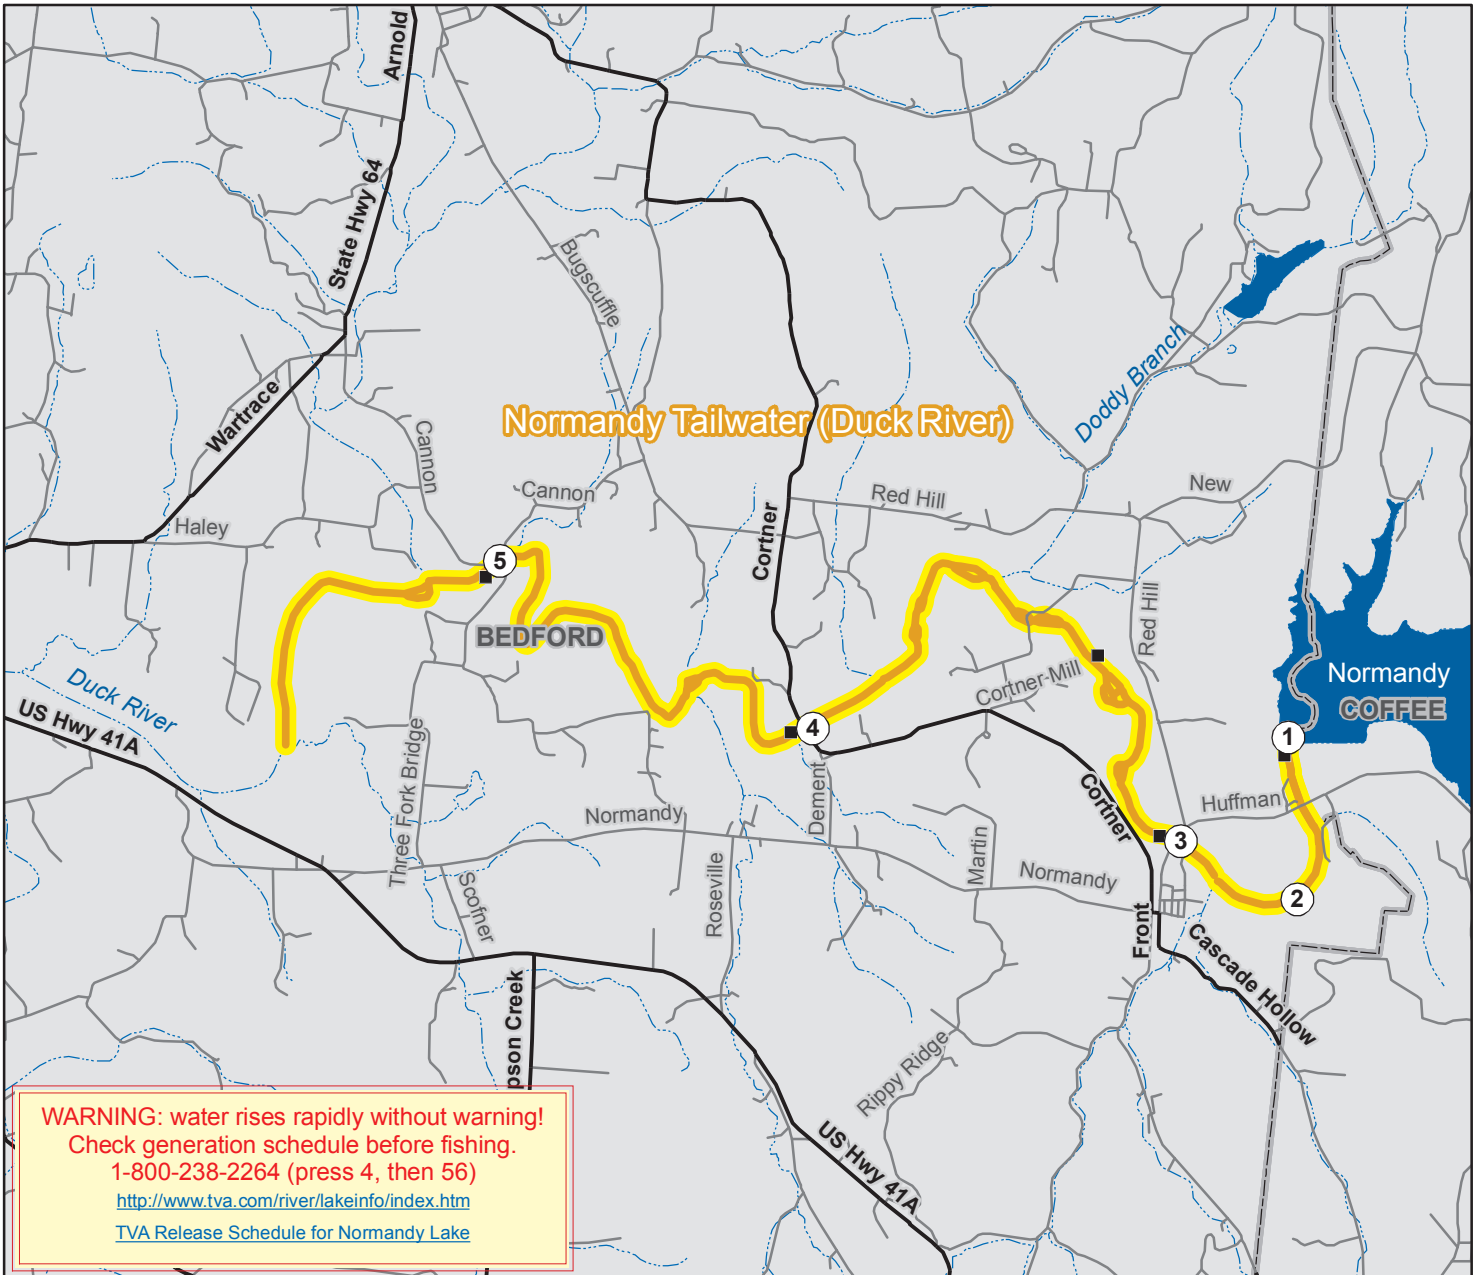 Arnold
State Hwy 64
Bugscuffle
Doddy Branch
Wartrace
Normandy Tailwater (Duck River)
Cannon
Cannon
Red Hill
New
Haley
Cortner
5
Red Hill
BEDFORD
Duck River
Cortner-Mill
Normandy
COFFEE
US Hwy 41A
4
1
Three Fork Bridge
Dement
Cortner
Huffman
Normandy
3
Martin
Normandy
2
Scofner
Roseville
Front
Cascade Hollow
pson Creek
Rippy Ridge
US Hwy 41A
WARNING: water rises rapidly without warning!
Check generation schedule before fishing.
1-800-238-2264 (press 4, then 56)
http://www.tva.com/river/lakeinfo/index.htm
TVA Release Schedule for Normandy Lake